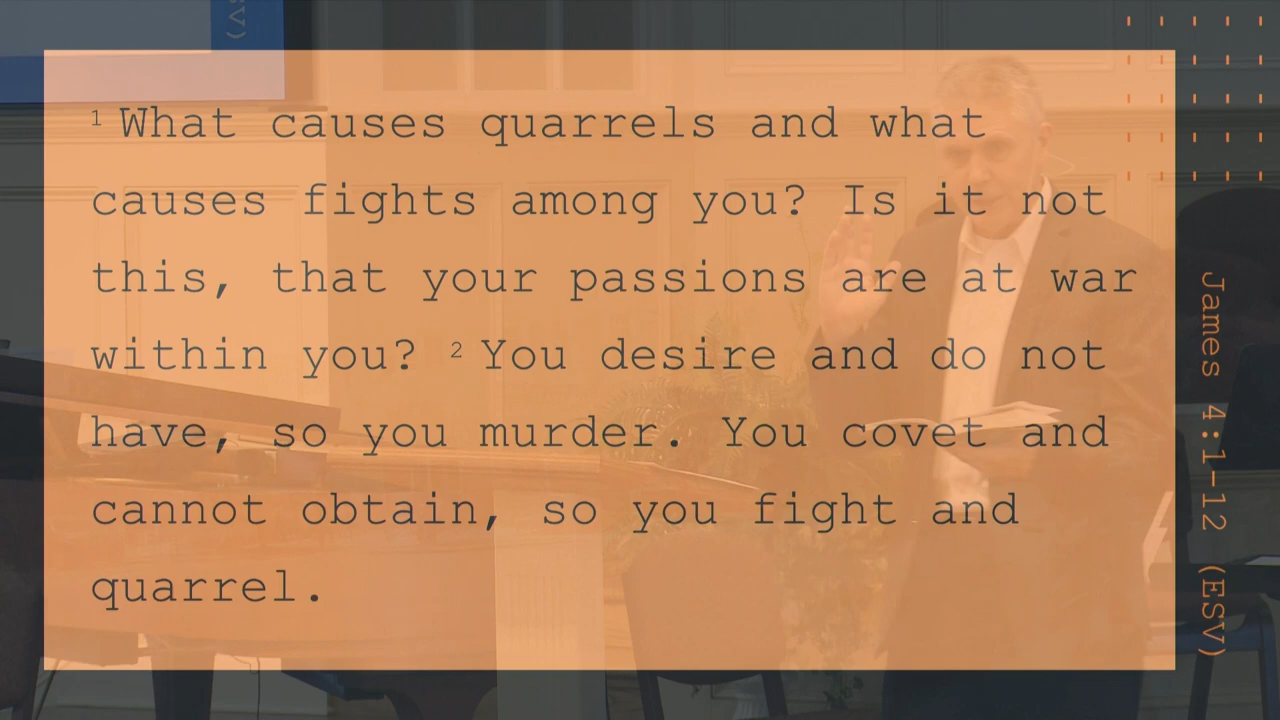 ¹ What causes quarrels and what
causes fights among you? Is it not
this, that your passions are at war
within you? ² You desire and do not
have, so you murder. You covet and
cannot obtain, so you fight and
quarrel.
James 4:1–12 (ESV)
SV)